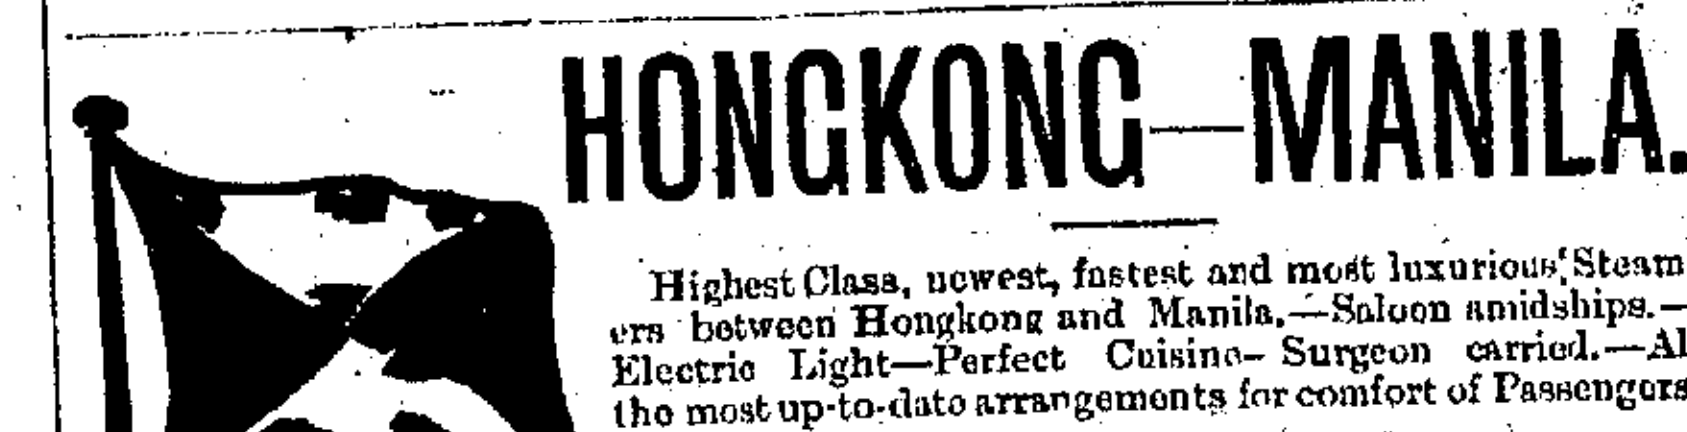 HONGKONG—MANILA.
Highest Class, newest, fastest and most luxurious Steam
ers between Hongkong and Manila.—Saloon amidships.—
Electric Light—Perfect Cuisine—Surgeon carried.—Al
the most up-to-date arrangements for comfort of Passengers